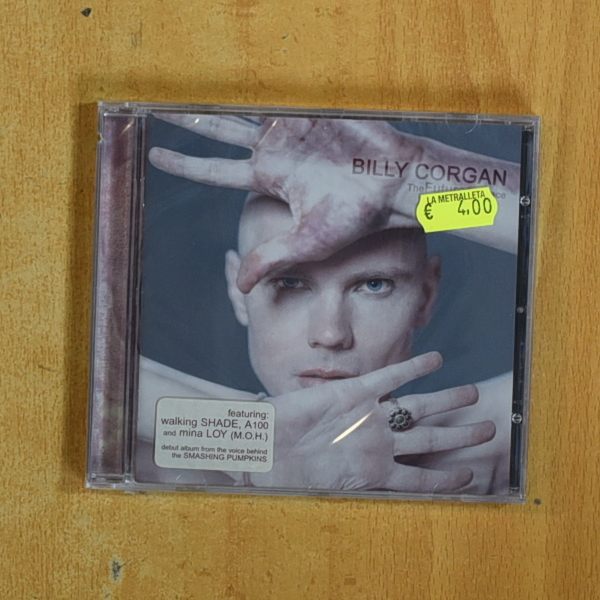 BILLY CORGAN
The
LA METRALLETA
€ 4,00
featuring:
walking SHADE, A100
and mina LOY (M.O.H.)
debut album from the voice behind
the SMASHING PUMPKINS